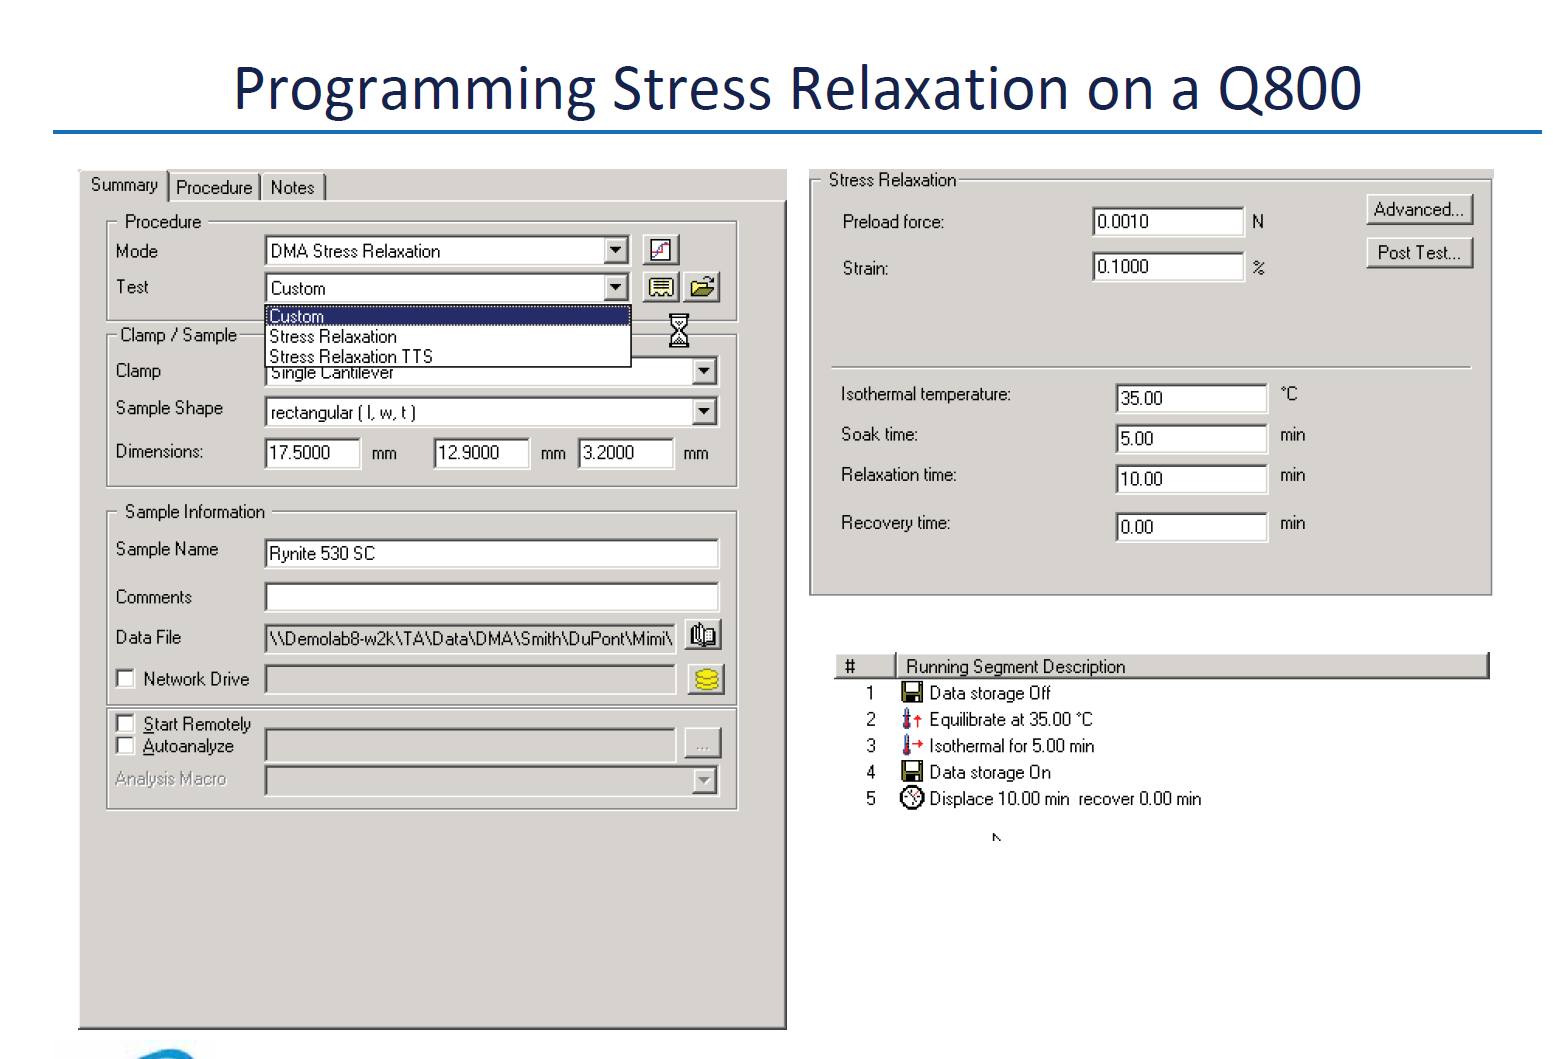 Programming Stress Relaxation on a Q800
Summary Procedure Notes
Procedure
Mode DMA Stress Relaxation
Test Custom
Custom
Stress Relaxation
Stress Relaxation TTS
Clamp / Sample
Clamp Single Cantilever
Sample Shape rectangular ( l, w, t )
Dimensions: 17.5000 mm 12.9000 mm 3.2000 mm
Sample Information
Sample Name Rynite 530 SC
Comments
Data File \\Demolab8-w2k\TA\Data\DMA\Smith\DuPont\Mimi\
Network Drive
Start Remotely
Autoanalyze ...
Analysis Macro
Stress Relaxation
Preload force: 0.0010 N Advanced...
Strain: 0.1000 % Post Test...
Isothermal temperature: 35.00 °C
Soak time: 5.00 min
Relaxation time: 10.00 min
Recovery time: 0.00 min
# Running Segment Description
1 Data storage Off
2 Equilibrate at 35.00 °C
3 Isothermal for 5.00 min
4 Data storage On
5 Displace 10.00 min recover 0.00 min